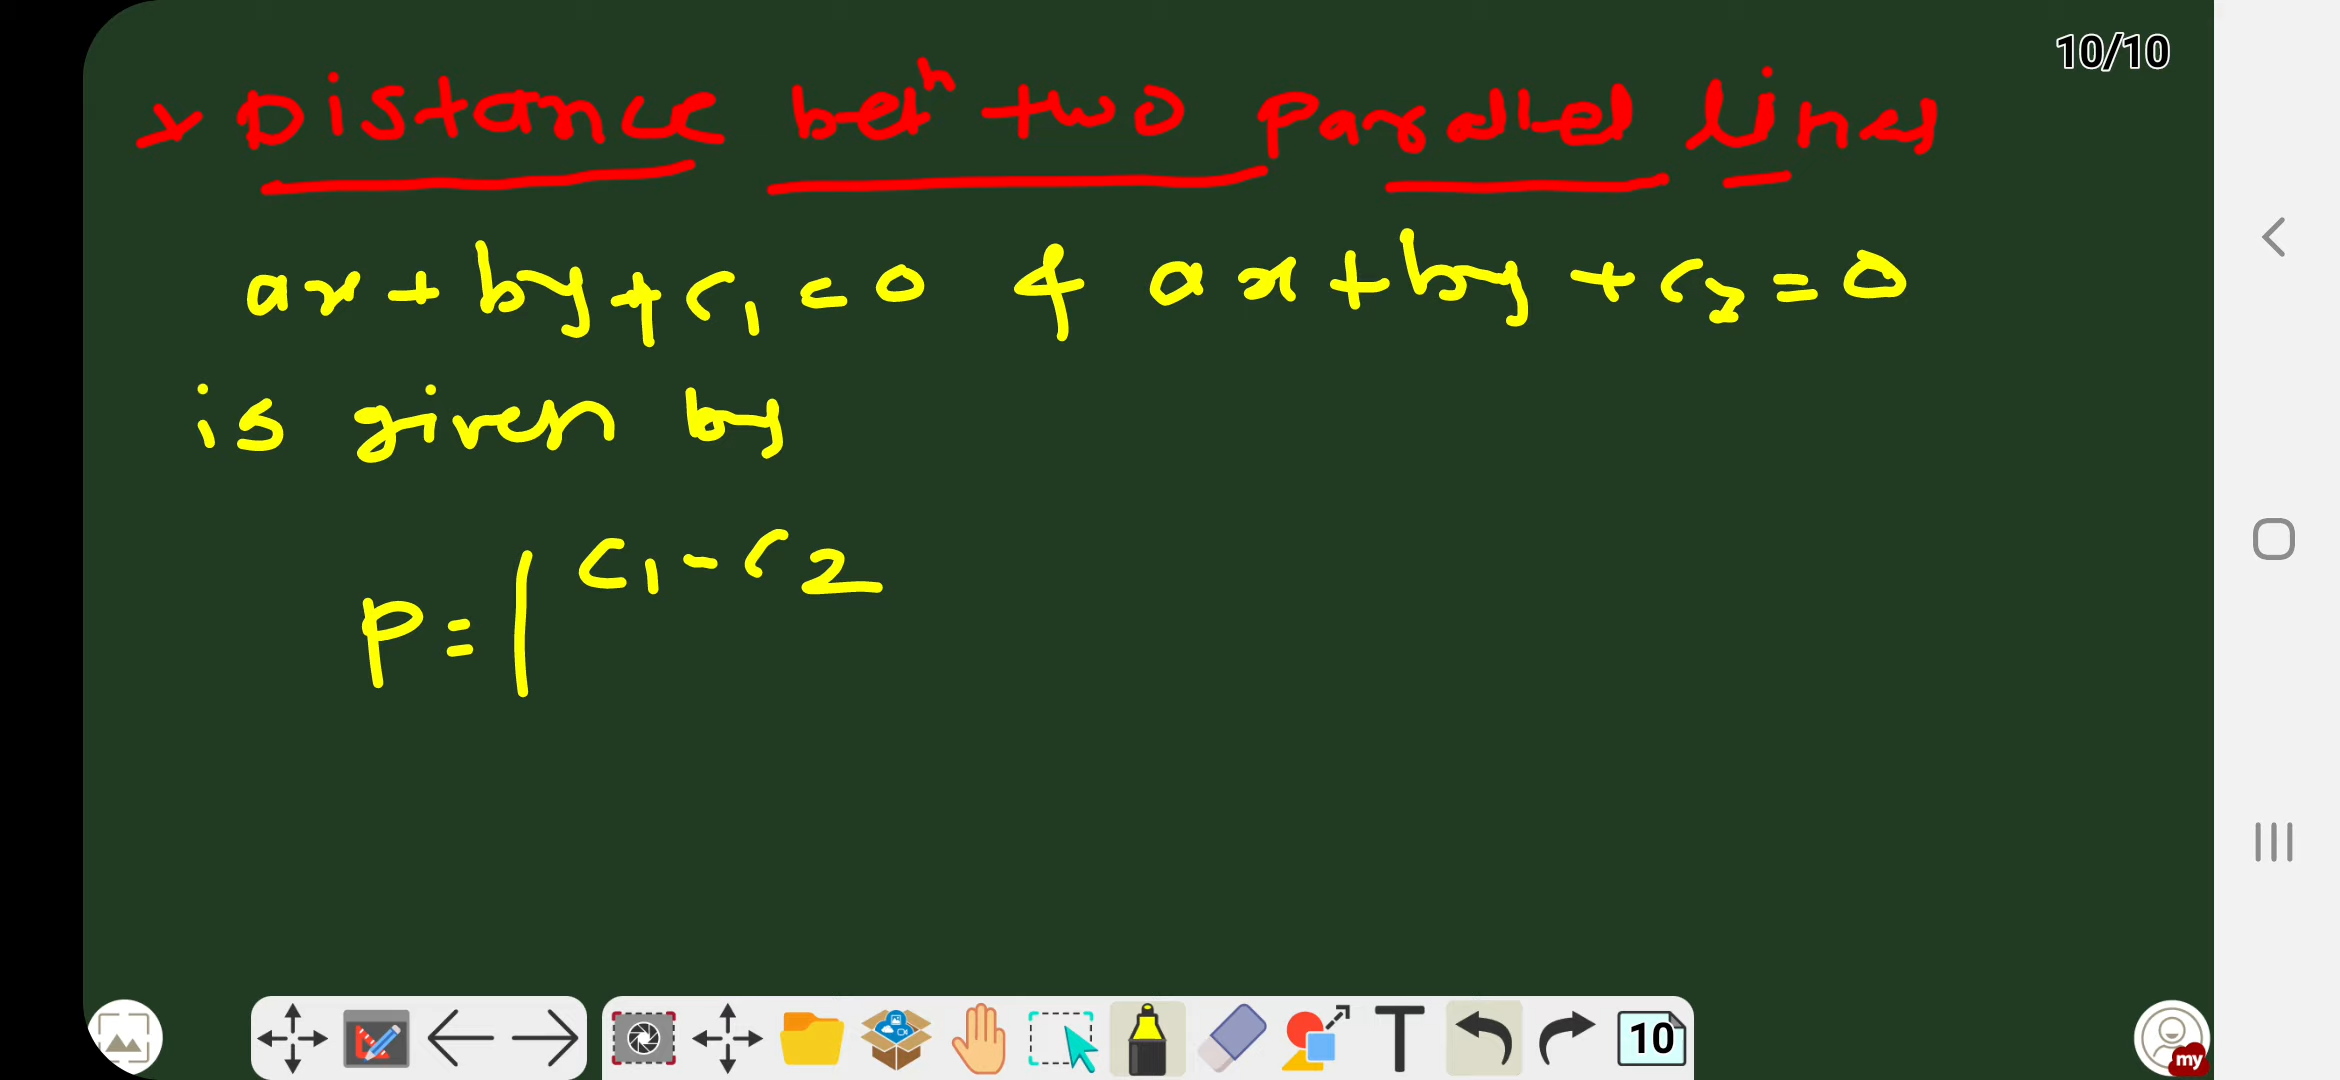 10/10
* Distance betn two parallel lines
ax + by + c1 = 0 & ax + by + c2 = 0
is given by
P = | c1 - c2
T
10
my